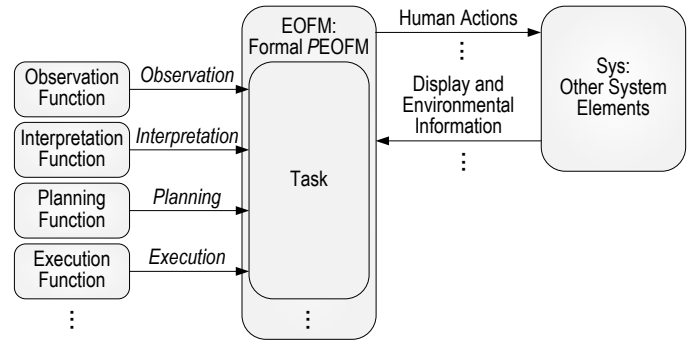 EOFM:
Formal PEOFM
Human Actions
⋮
Sys:
Other System
Elements
Display and
Environmental
Information
⋮
Observation
Function
Observation
Interpretation
Function
Interpretation
Task
Planning
Function
Planning
Execution
Function
Execution
⋮
⋮